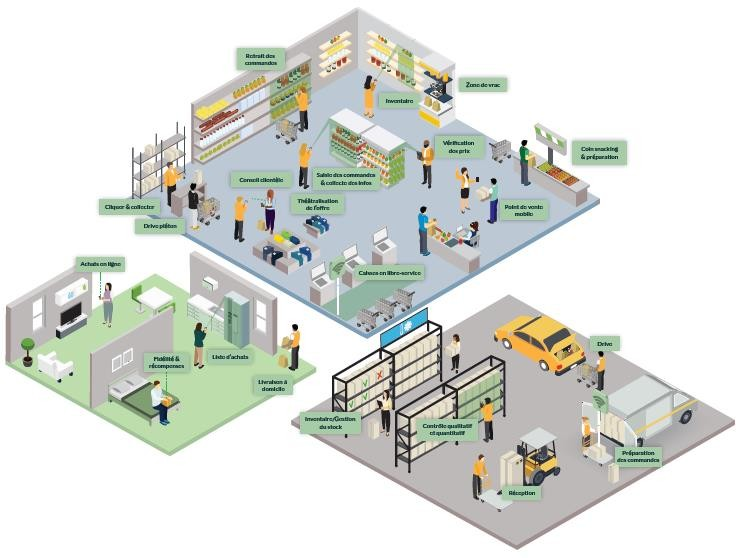 Retrait des
commandes
Zone de vrac
Inventaire
Vérification
des prix
Coin snacking
& préparation
Conseil clientèle
Saisie des commandes
& collecte des infos
Cliquer & collecter
Théâtralisation
de l'offre
Point de vente
mobile
Drive piéton
Achats en ligne
Caisses en libre-service
Drive
Fidélité &
récompenses
Liste d'achats
Livraison à
domicile
Inventaire/Gestion
du stock
Contrôle qualitatif
et quantitatif
Préparation
des commandes
Réception